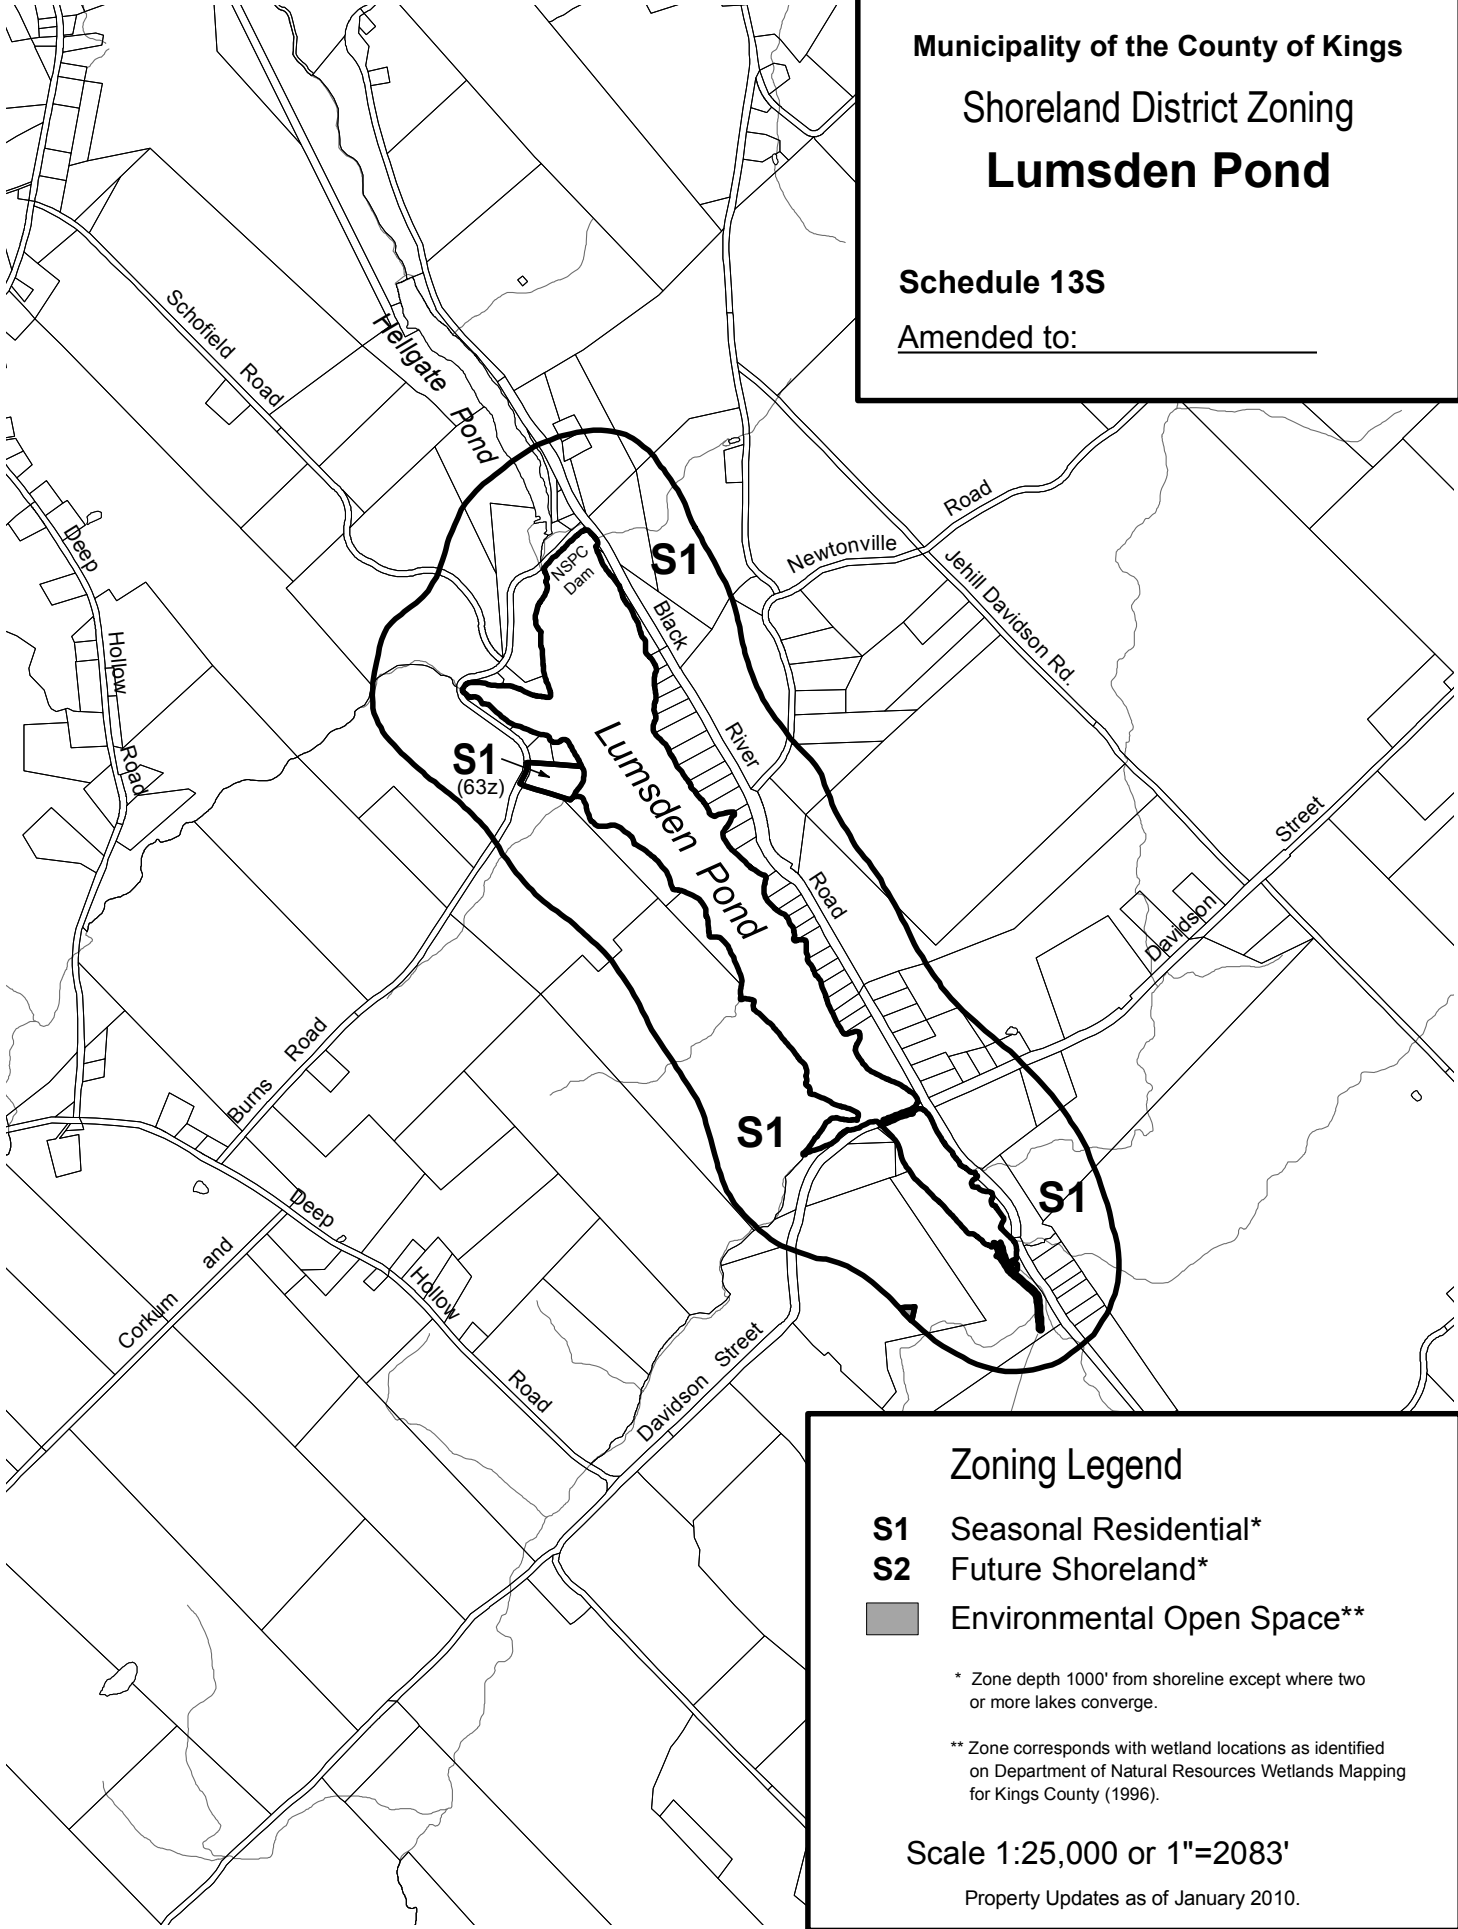 Municipality of the County of Kings
Shoreland District Zoning
Lumsden Pond
Schedule 13S
Amended to:
Schofield Road
Hellgate Pond
Deep Hollow Road
NSPC
Dam
S1
Black River Road
Newtonville Road
Jehill Davidson Rd.
S1
(63z)
Lumsden Pond
Davidson Street
Burns Road
S1
S1
Corkum and Deep Hollow Road
Davidson Street
Zoning Legend
S1 Seasonal Residential*
S2 Future Shoreland*
Environmental Open Space**
* Zone depth 1000' from shoreline except where two
or more lakes converge.
** Zone corresponds with wetland locations as identified
on Department of Natural Resources Wetlands Mapping
for Kings County (1996).
Scale 1:25,000 or 1"=2083'
Property Updates as of January 2010.